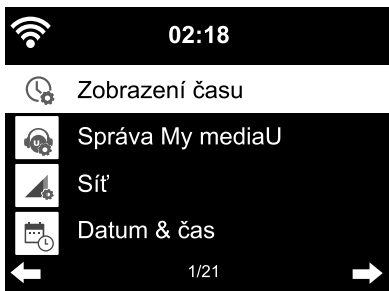 02:18
Zobrazení času
Správa My mediaU
Síť
Datum & čas
1/21